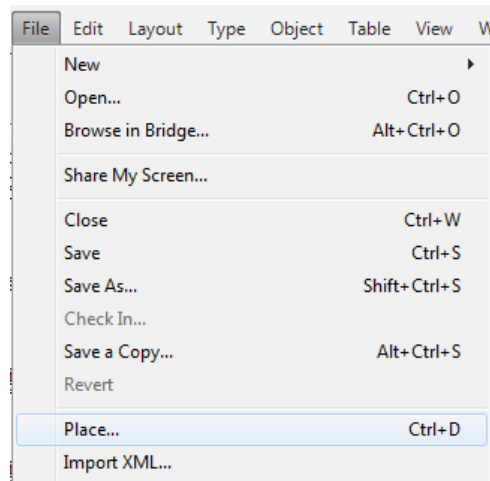 File Edit Layout Type Object Table View
New
Open... Ctrl+O
Browse in Bridge... Alt+Ctrl+O
Share My Screen...
Close Ctrl+W
Save Ctrl+S
Save As... Shift+Ctrl+S
Check In...
Save a Copy... Alt+Ctrl+S
Revert
Place... Ctrl+D
Import XML...